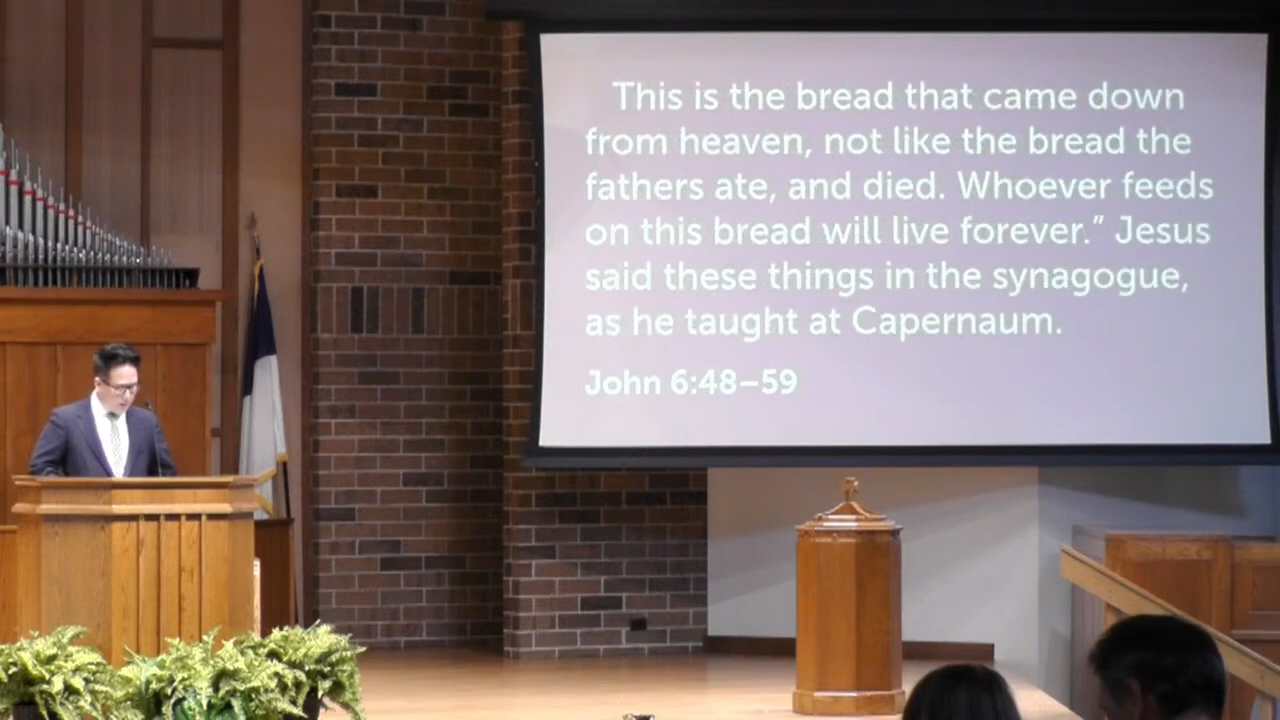 This is the bread that came down
from heaven, not like the bread the
fathers ate, and died. Whoever feeds
on this bread will live forever.” Jesus
said these things in the synagogue,
as he taught at Capernaum.
John 6:48–59